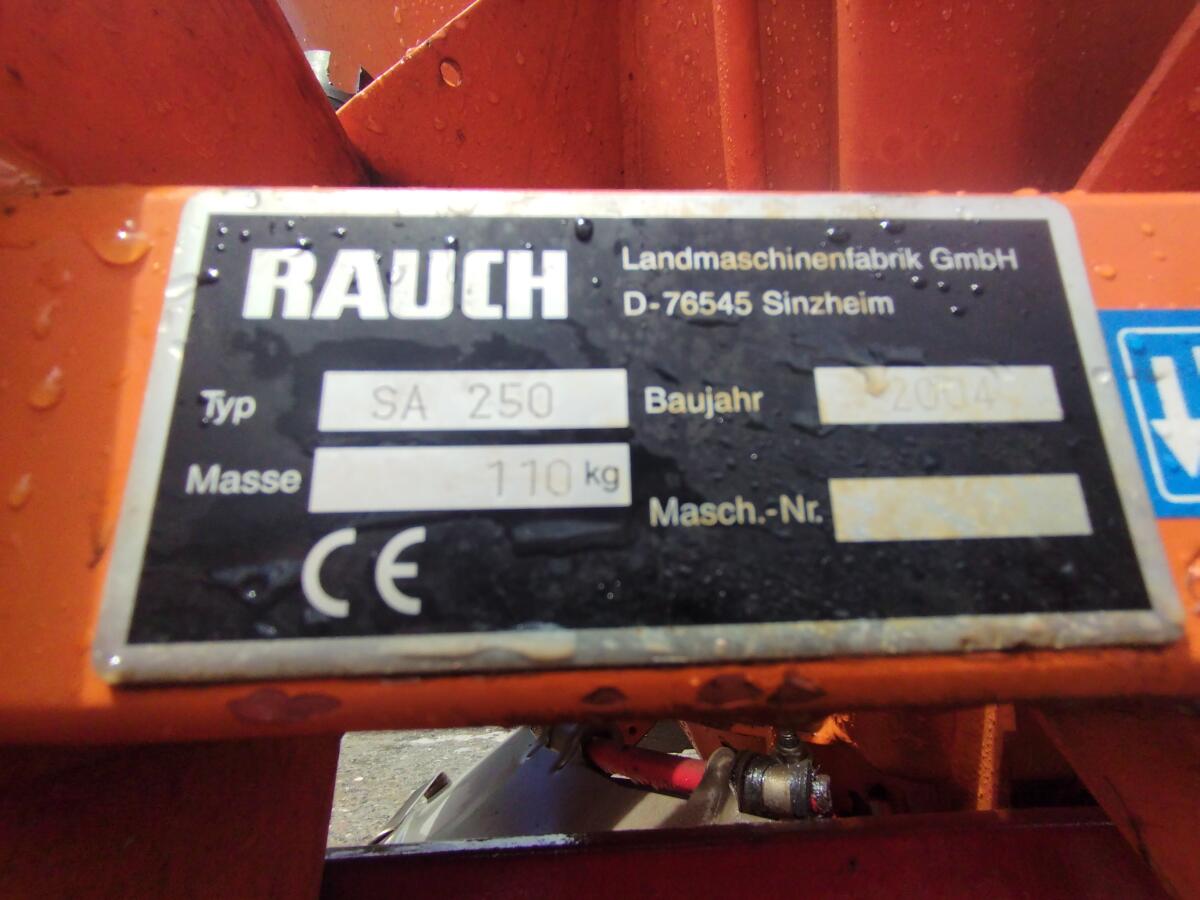 RAUCH
Landmaschinenfabrik GmbH
D-76545 Sinzheim
Typ SA 250
Baujahr 2004
Masse 110 kg
Masch.-Nr.
CE